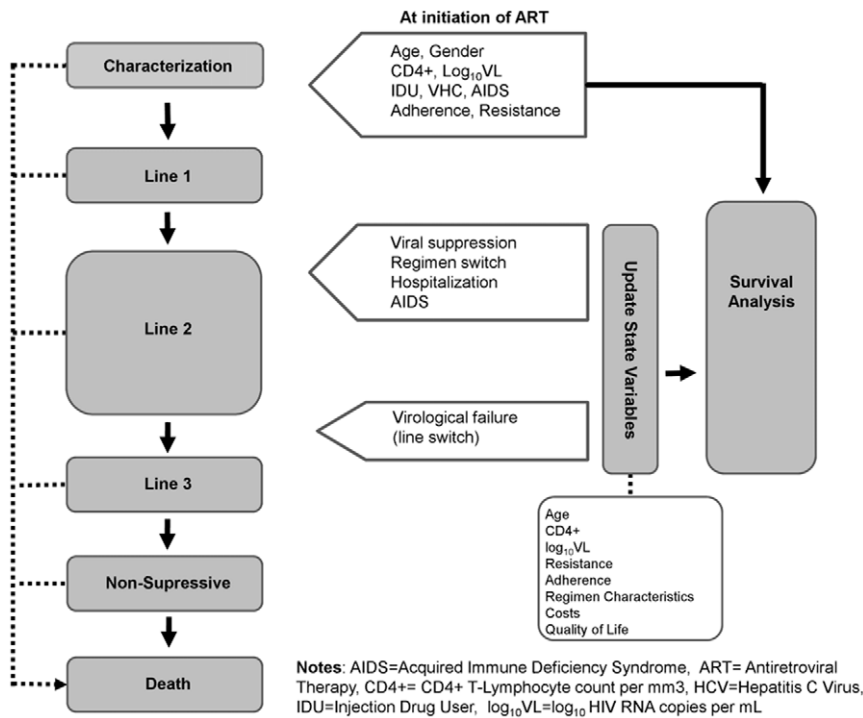 At initiation of ART
Characterization
Age, Gender
CD4+, Log₁₀VL
IDU, VHC, AIDS
Adherence, Resistance
Line 1
Line 2
Viral suppression
Regimen switch
Hospitalization
AIDS
Update State Variables
Survival
Analysis
Virological failure
(line switch)
Line 3
Non-Supressive
Death
Age
CD4+
log₁₀VL
Resistance
Adherence
Regimen Characteristics
Costs
Quality of Life
Notes: AIDS=Acquired Immune Deficiency Syndrome, ART= Antiretroviral
Therapy, CD4+= CD4+ T-Lymphocyte count per mm3, HCV=Hepatitis C Virus,
IDU=Injection Drug User, log₁₀VL=log₁₀ HIV RNA copies per mL